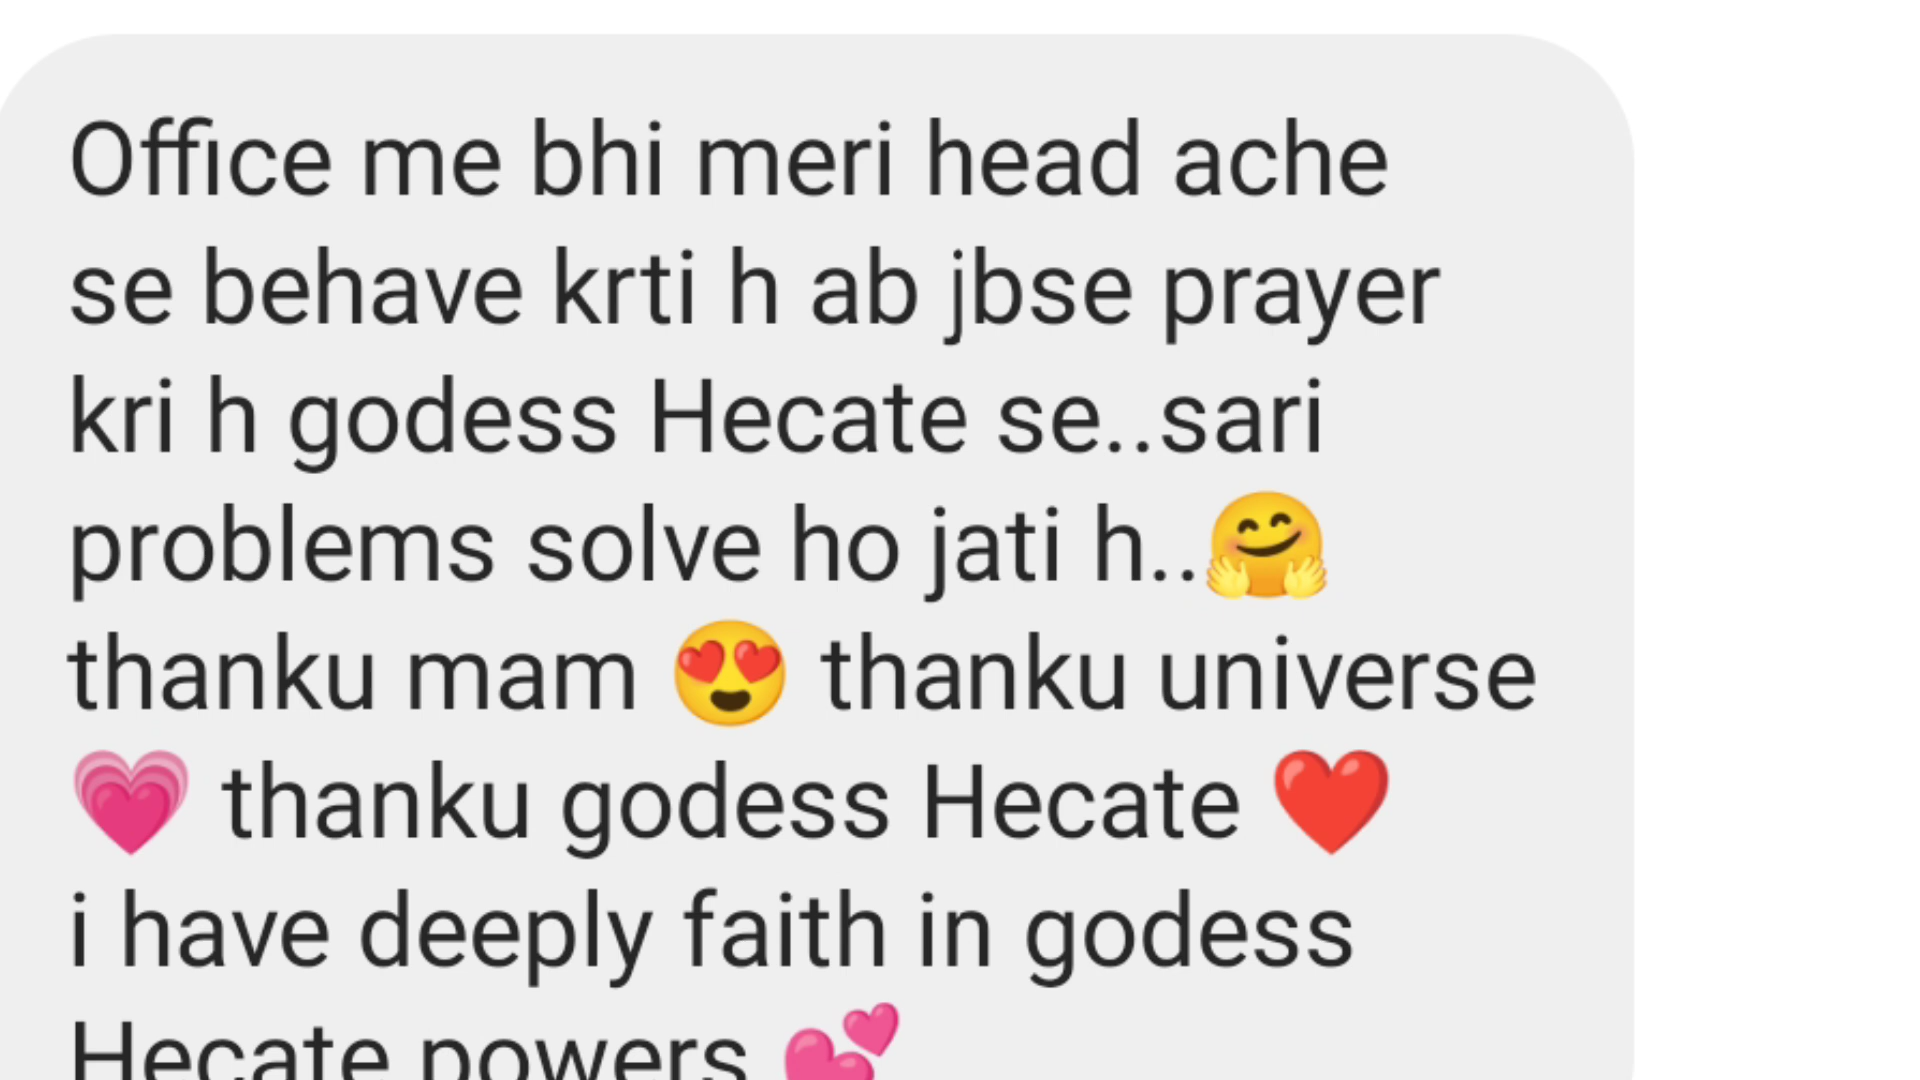 Office me bhi meri head ache
se behave krti h ab jbse prayer
kri h godess Hecate se..sari
problems solve ho jati h..🤗
thanku mam 😍 thanku universe
💗 thanku godess Hecate ❤️
i have deeply faith in godess
Hecate powers 💕